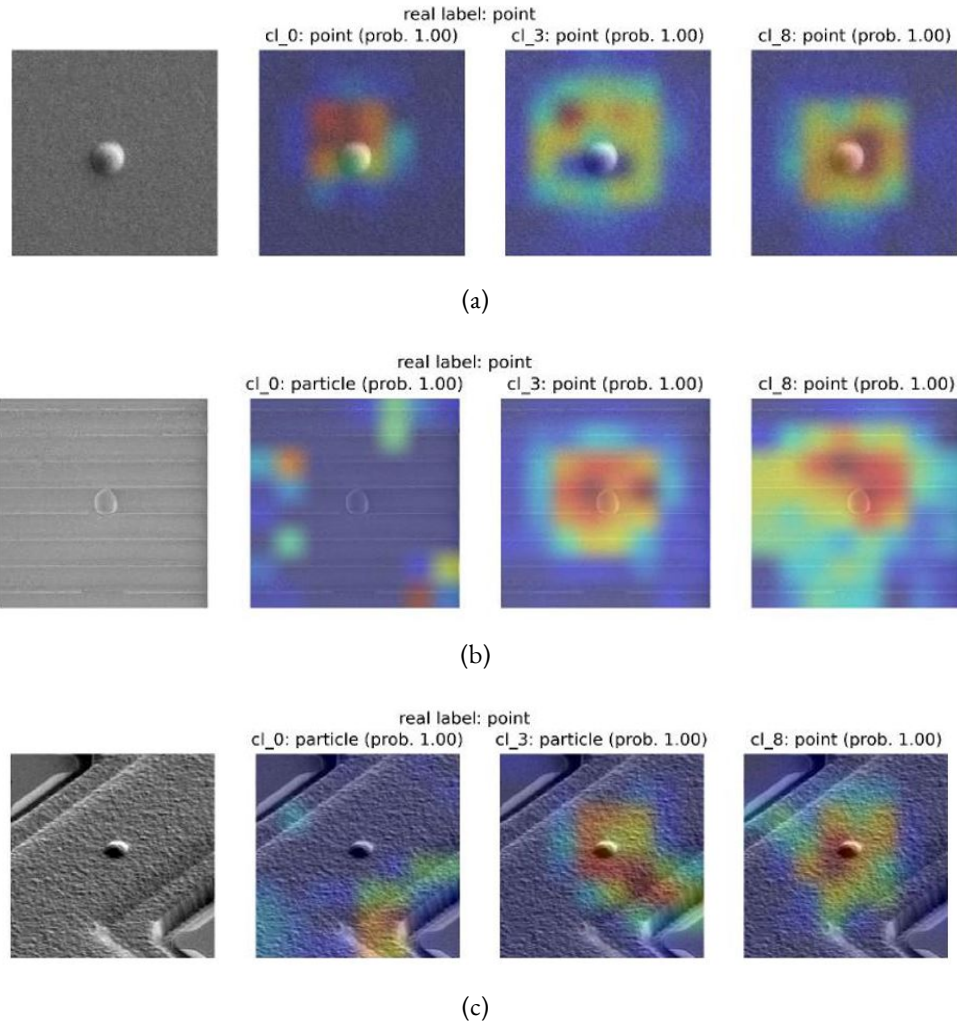 real label: point
cl_0: point (prob. 1.00) cl_3: point (prob. 1.00) cl_8: point (prob. 1.00)
(a)
real label: point
cl_0: particle (prob. 1.00) cl_3: point (prob. 1.00) cl_8: point (prob. 1.00)
(b)
real label: point
cl_0: particle (prob. 1.00) cl_3: particle (prob. 1.00) cl_8: point (prob. 1.00)
(c)